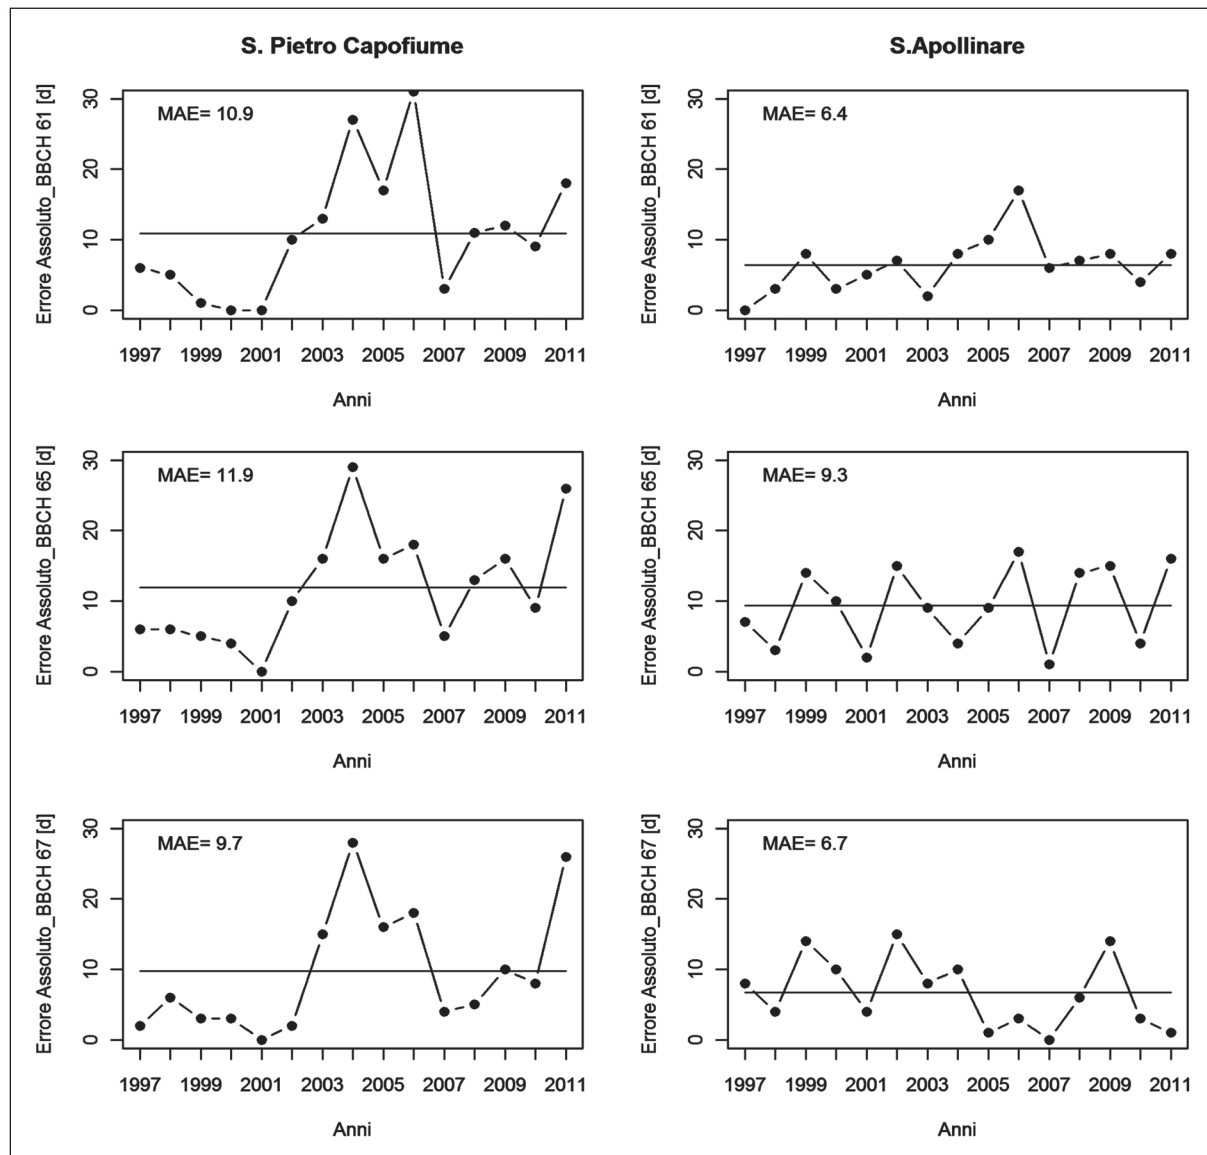 S. Pietro Capofiume
S.Apollinare
Errore Assoluto_BBCH 61 [d]
30
20
10
0
MAE= 10.9
1997 1999 2001 2003 2005 2007 2009 2011
Anni
Errore Assoluto_BBCH 61 [d]
30
20
10
0
MAE= 6.4
1997 1999 2001 2003 2005 2007 2009 2011
Anni
Errore Assoluto_BBCH 65 [d]
30
20
10
0
MAE= 11.9
1997 1999 2001 2003 2005 2007 2009 2011
Anni
Errore Assoluto_BBCH 65 [d]
30
20
10
0
MAE= 9.3
1997 1999 2001 2003 2005 2007 2009 2011
Anni
Errore Assoluto_BBCH 67 [d]
30
20
10
0
MAE= 9.7
1997 1999 2001 2003 2005 2007 2009 2011
Anni
Errore Assoluto_BBCH 67 [d]
30
20
10
0
MAE= 6.7
1997 1999 2001 2003 2005 2007 2009 2011
Anni